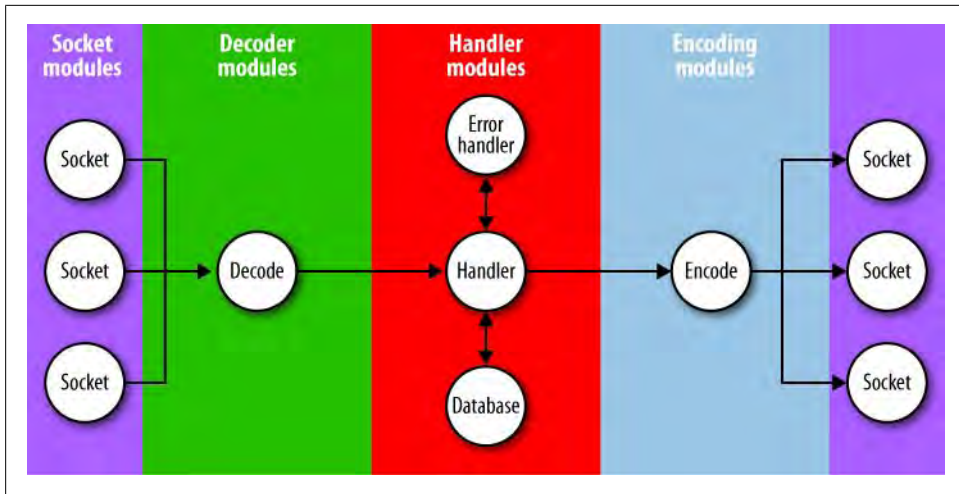 Socket
modules
Decoder
modules
Handler
modules
Encoding
modules
Error
handler
Socket
Socket
Socket
Decode
Handler
Encode
Socket
Socket
Socket
Database